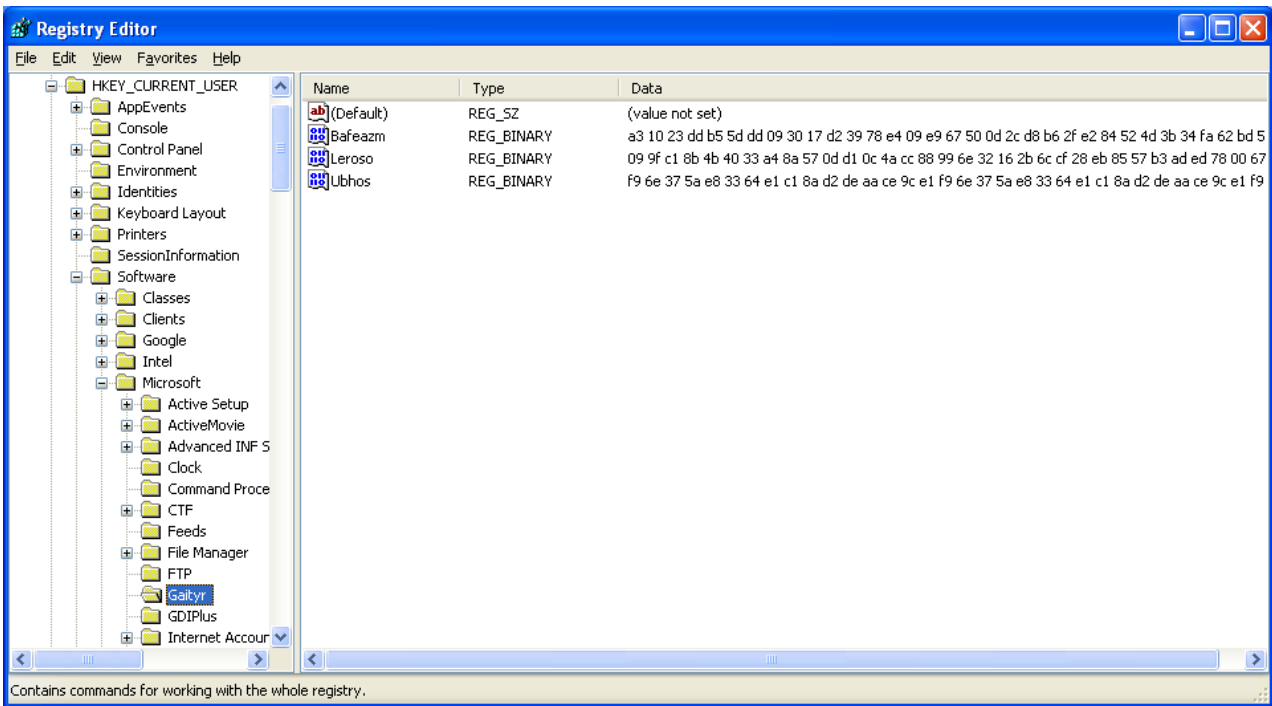 Registry Editor
File Edit View Favorites Help
HKEY_CURRENT_USER
AppEvents
Console
Control Panel
Environment
Identities
Keyboard Layout
Printers
SessionInformation
Software
Classes
Clients
Google
Intel
Microsoft
Active Setup
ActiveMovie
Advanced INF S
Clock
Command Proce
CTF
Feeds
File Manager
FTP
Gaityr
GDIPlus
Internet Accour
Name Type Data
(Default) REG_SZ (value not set)
Bafeazm REG_BINARY a3 10 23 dd b5 5d dd 09 30 17 d2 39 78 e4 09 e9 67 50 0d 2c d8 b6 2f e2 84 52 4d 3b 34 fa 62 bd 5
Leroso REG_BINARY 09 9f c1 8b 4b 40 33 a4 8a 57 0d d1 0c 4a cc 88 99 6e 32 16 2b 6c cf 28 eb 85 57 b3 ad ed 78 00 67
Ubhos REG_BINARY f9 6e 37 5a e8 33 64 e1 c1 8a d2 de aa ce 9c e1 f9 6e 37 5a e8 33 64 e1 c1 8a d2 de aa ce 9c e1 f9
Contains commands for working with the whole registry.